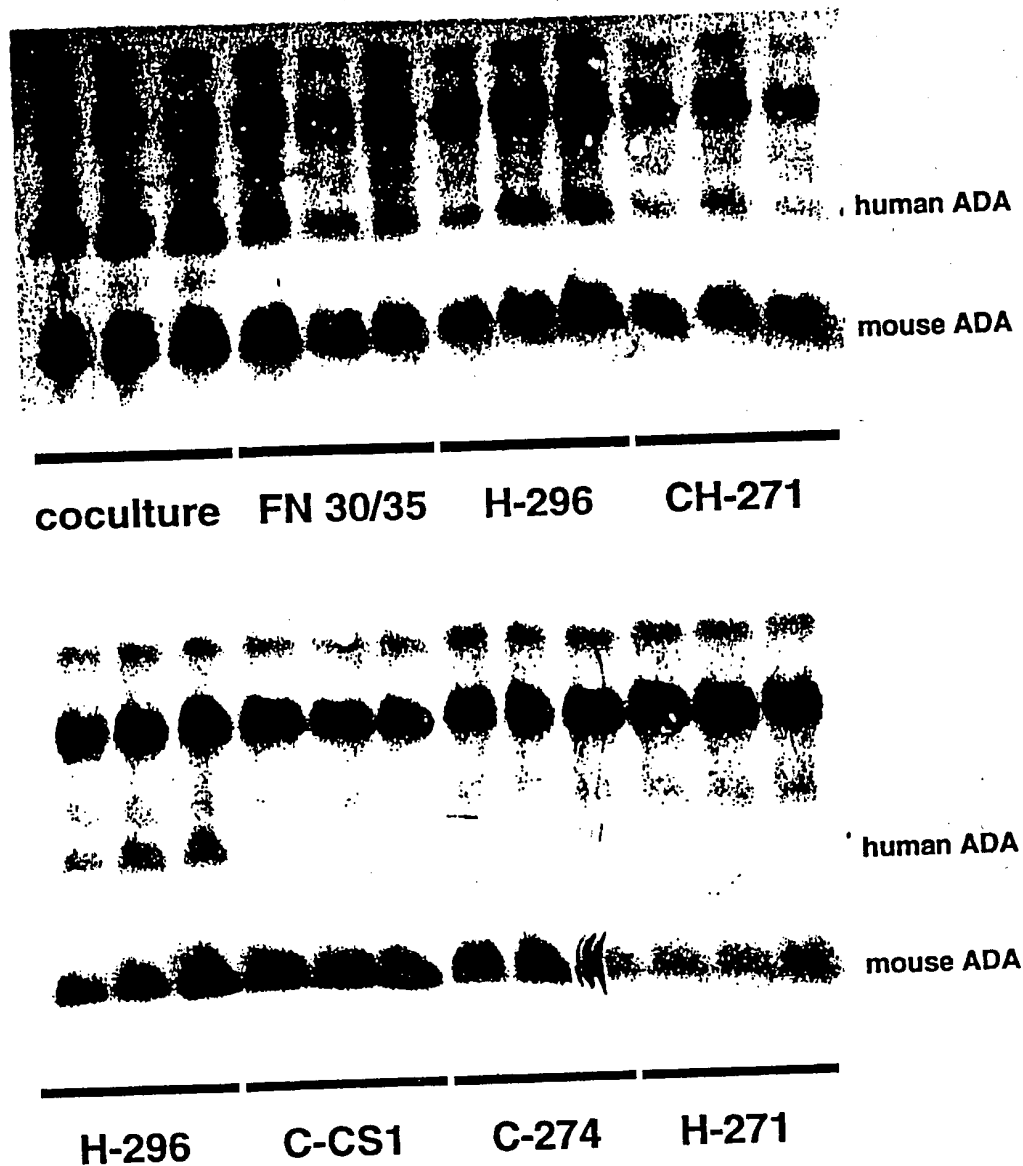 human ADA
mouse ADA
coculture FN 30/35 H-296 CH-271
human ADA
mouse ADA
H-296 C-CS1 C-274 H-271